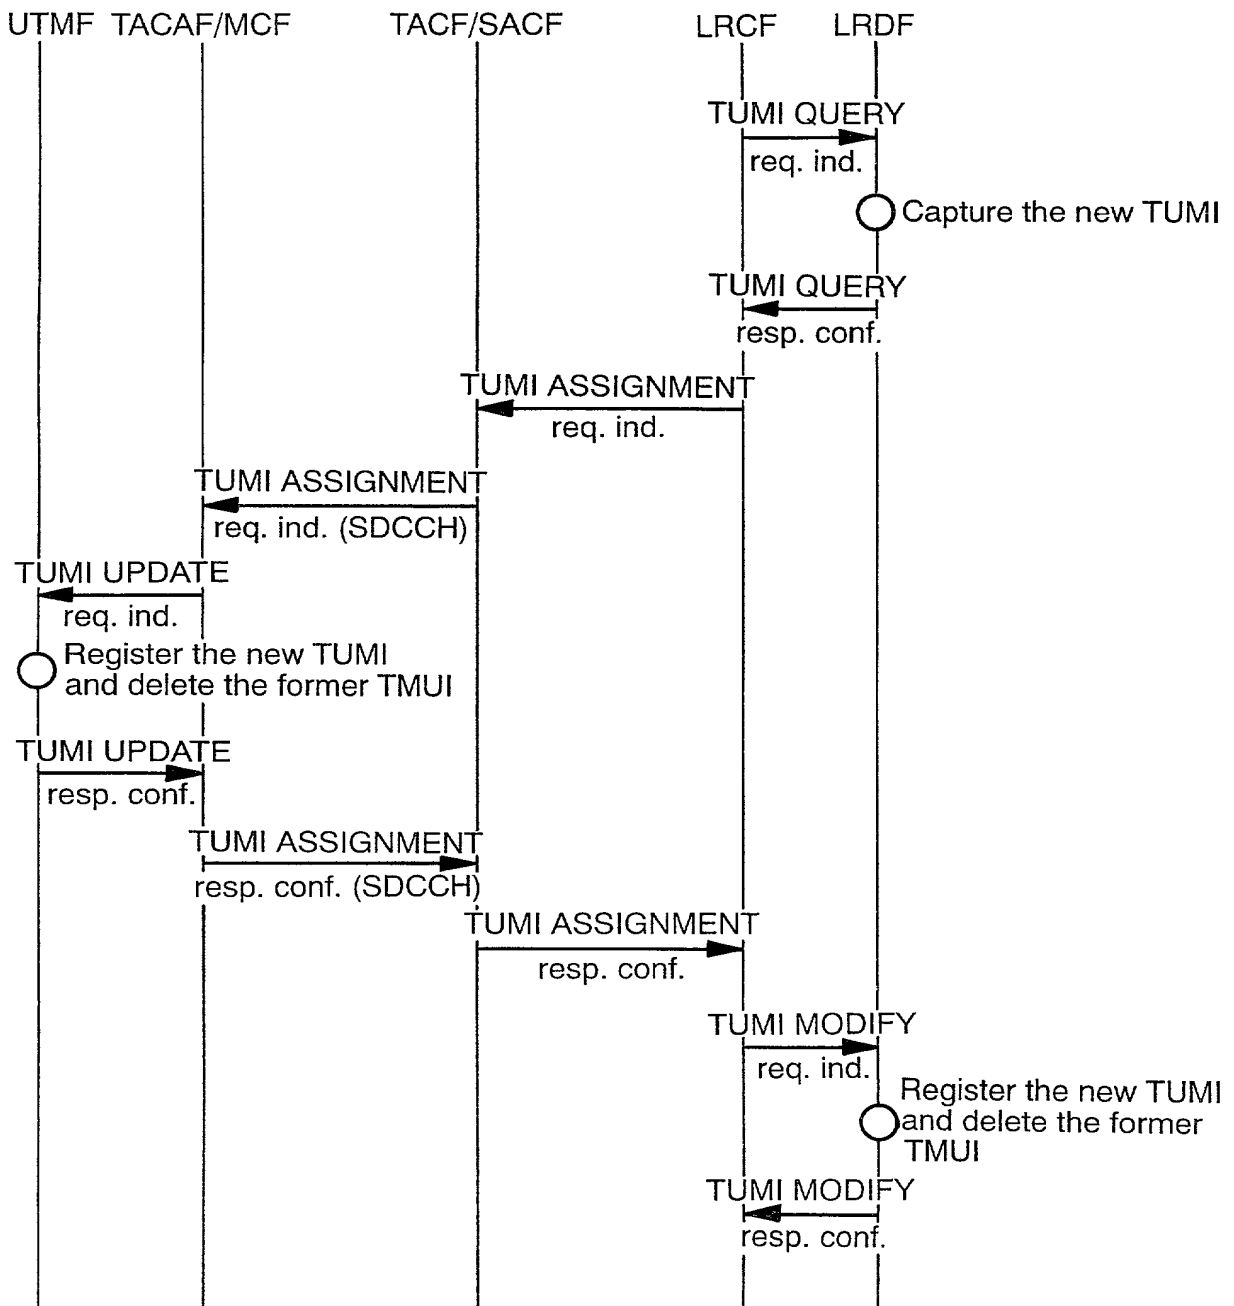 UTMF TACAF/MCF TACF/SACF LRCF LRDF
TUMI QUERY
req. ind.
Capture the new TUMI
TUMI QUERY
resp. conf.
TUMI ASSIGNMENT
req. ind.
TUMI ASSIGNMENT
req. ind. (SDCCH)
TUMI UPDATE
req. ind.
Register the new TUMI
and delete the former TMUI
TUMI UPDATE
resp. conf.
TUMI ASSIGNMENT
resp. conf. (SDCCH)
TUMI ASSIGNMENT
resp. conf.
TUMI MODIFY
req. ind.
Register the new TUMI
and delete the former
TMUI
TUMI MODIFY
resp. conf.